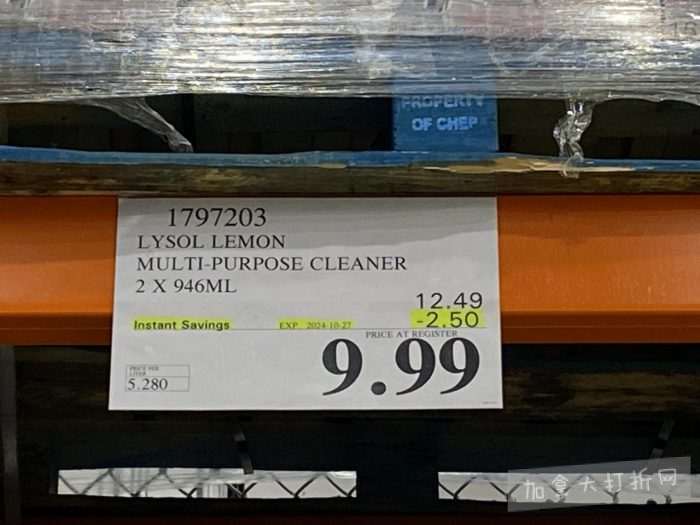 PROPERTY
OF CHEP
1797203
LYSOL LEMON
MULTI-PURPOSE CLEANER
2 X 946ML
12.49
Instant Savings EXP. 2024-10-27 -2.50
PRICE AT REGISTER
9.99
PRICE PER
LITER
5.280
加拿大打折网